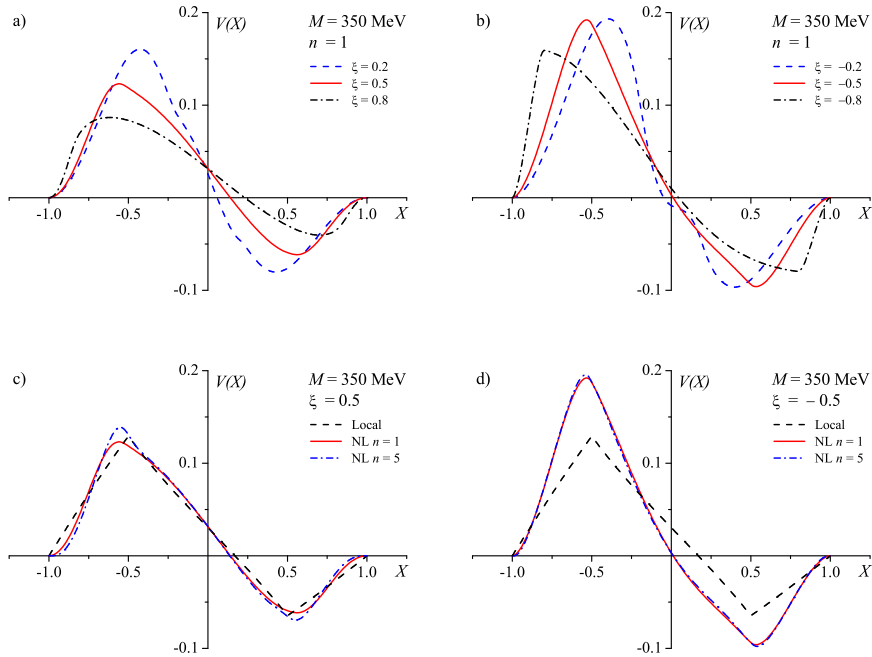 a)
V(X)
M = 350 MeV
n = 1
ξ = 0.2
ξ = 0.5
ξ = 0.8
0.2
0.1
-0.1
-1.0 -0.5 0.5 1.0 X
b)
V(X)
M = 350 MeV
n = 1
ξ = −0.2
ξ = −0.5
ξ = −0.8
0.2
0.1
-0.1
-1.0 -0.5 0.5 1.0 X
c)
V(X)
M = 350 MeV
ξ = 0.5
Local
NL n = 1
NL n = 5
0.2
0.1
-0.1
-1.0 -0.5 0.5 1.0 X
d)
V(X)
M = 350 MeV
ξ = − 0.5
Local
NL n = 1
NL n = 5
0.2
0.1
-0.1
-1.0 -0.5 0.5 1.0 X